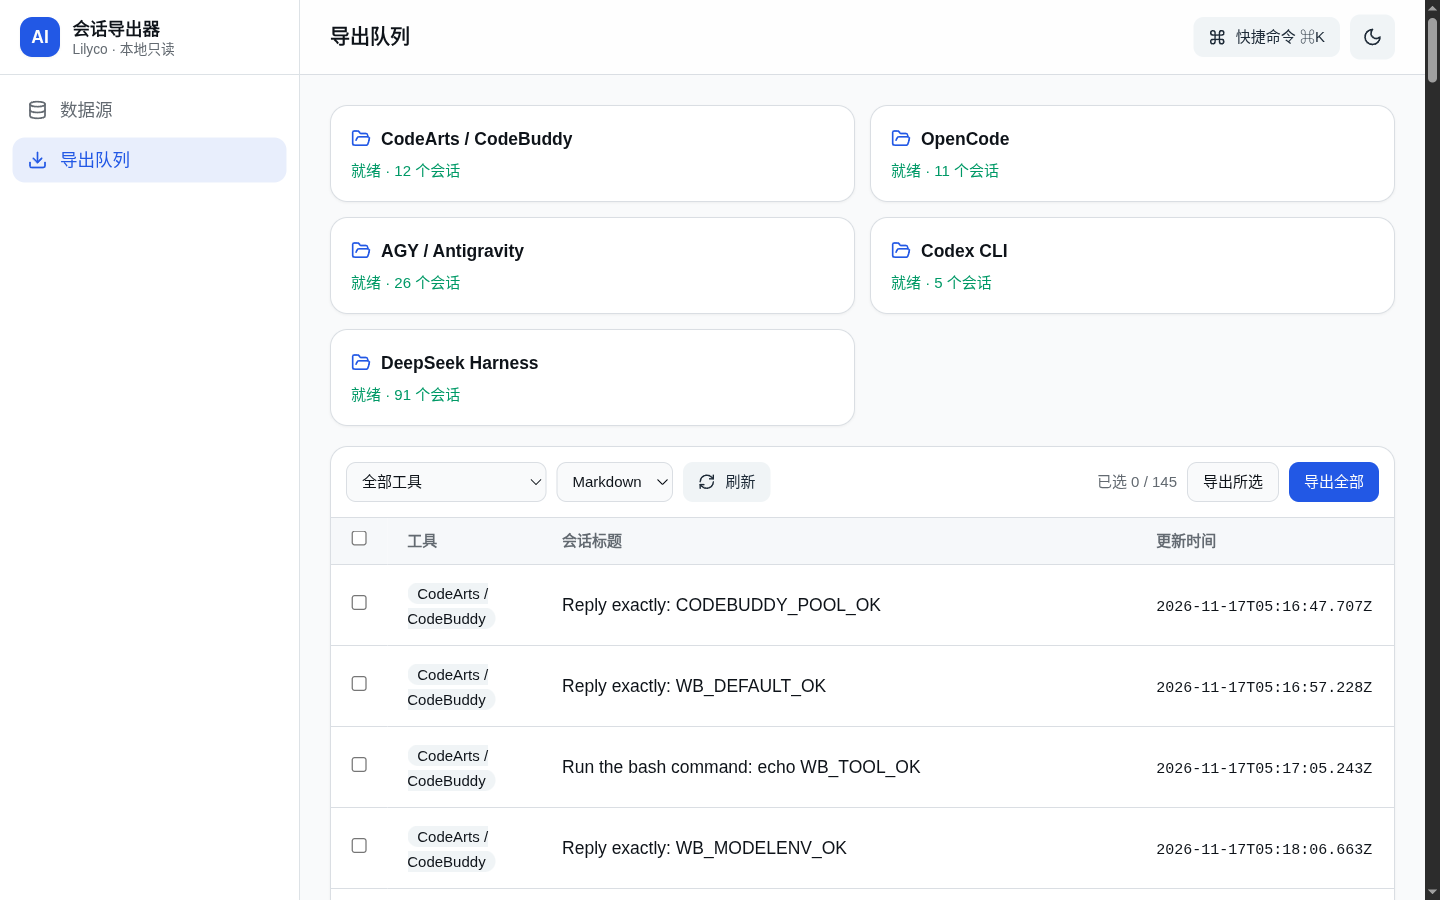 AI
会话导出器
Lilyco · 本地只读
数据源
导出队列
导出队列
快捷命令 ⌘K
CodeArts / CodeBuddy
就绪 · 12 个会话
OpenCode
就绪 · 11 个会话
AGY / Antigravity
就绪 · 26 个会话
Codex CLI
就绪 · 5 个会话
DeepSeek Harness
就绪 · 91 个会话
全部工具
Markdown
刷新
已选 0 / 145
导出所选
导出全部
工具
会话标题
更新时间
CodeArts /
CodeBuddy
Reply exactly: CODEBUDDY_POOL_OK
2026-11-17T05:16:47.707Z
CodeArts /
CodeBuddy
Reply exactly: WB_DEFAULT_OK
2026-11-17T05:16:57.228Z
CodeArts /
CodeBuddy
Run the bash command: echo WB_TOOL_OK
2026-11-17T05:17:05.243Z
CodeArts /
CodeBuddy
Reply exactly: WB_MODELENV_OK
2026-11-17T05:18:06.663Z